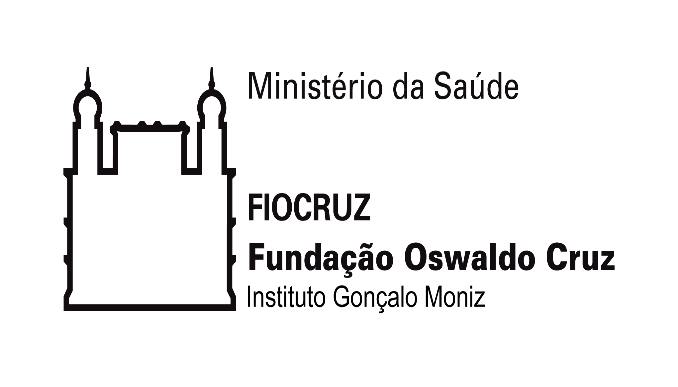 Ministério da Saúde
FIOCRUZ
Fundação Oswaldo Cruz
Instituto Gonçalo Moniz